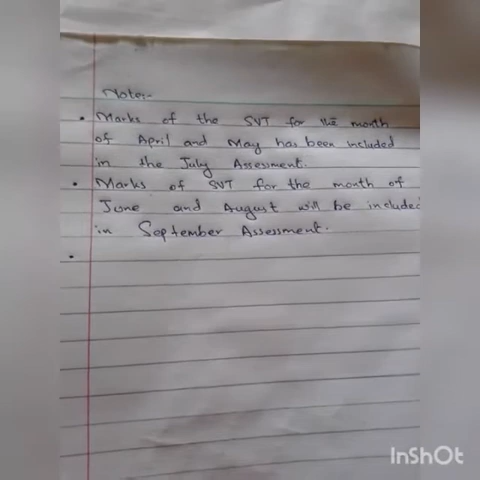 Note:-
• Marks of the SVT for the month
of April and May has been included
in the July Assesment.
• Marks of SVT for the month of
June and August will be included
in September Assessment.
•
InShOt